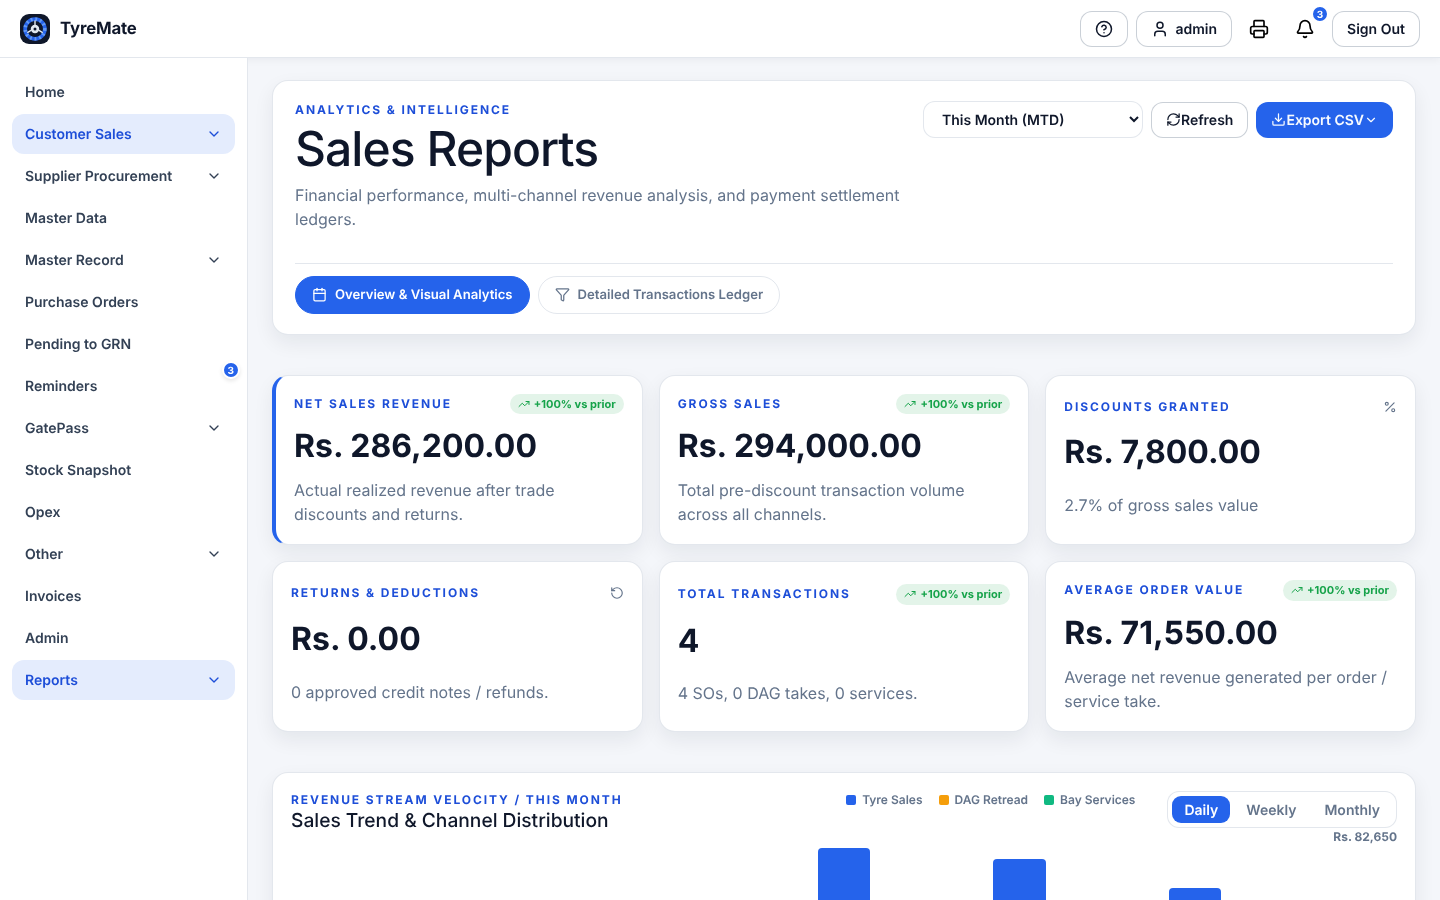 TyreMate
admin
3
Sign Out
Home
Customer Sales
Supplier Procurement
Master Data
Master Record
Purchase Orders
Pending to GRN
Reminders
3
GatePass
Stock Snapshot
Opex
Other
Invoices
Admin
Reports
ANALYTICS & INTELLIGENCE
Sales Reports
Financial performance, multi-channel revenue analysis, and payment settlement
ledgers.
This Month (MTD)
Refresh
Export CSV
Overview & Visual Analytics
Detailed Transactions Ledger
NET SALES REVENUE
+100% vs prior
Rs. 286,200.00
Actual realized revenue after trade
discounts and returns.
GROSS SALES
+100% vs prior
Rs. 294,000.00
Total pre-discount transaction volume
across all channels.
DISCOUNTS GRANTED
%
Rs. 7,800.00
2.7% of gross sales value
RETURNS & DEDUCTIONS
Rs. 0.00
0 approved credit notes / refunds.
TOTAL TRANSACTIONS
+100% vs prior
4
4 SOs, 0 DAG takes, 0 services.
AVERAGE ORDER VALUE
+100% vs prior
Rs. 71,550.00
Average net revenue generated per order /
service take.
REVENUE STREAM VELOCITY / THIS MONTH
Sales Trend & Channel Distribution
Tyre Sales
DAG Retread
Bay Services
Daily
Weekly
Monthly
Rs. 82,650